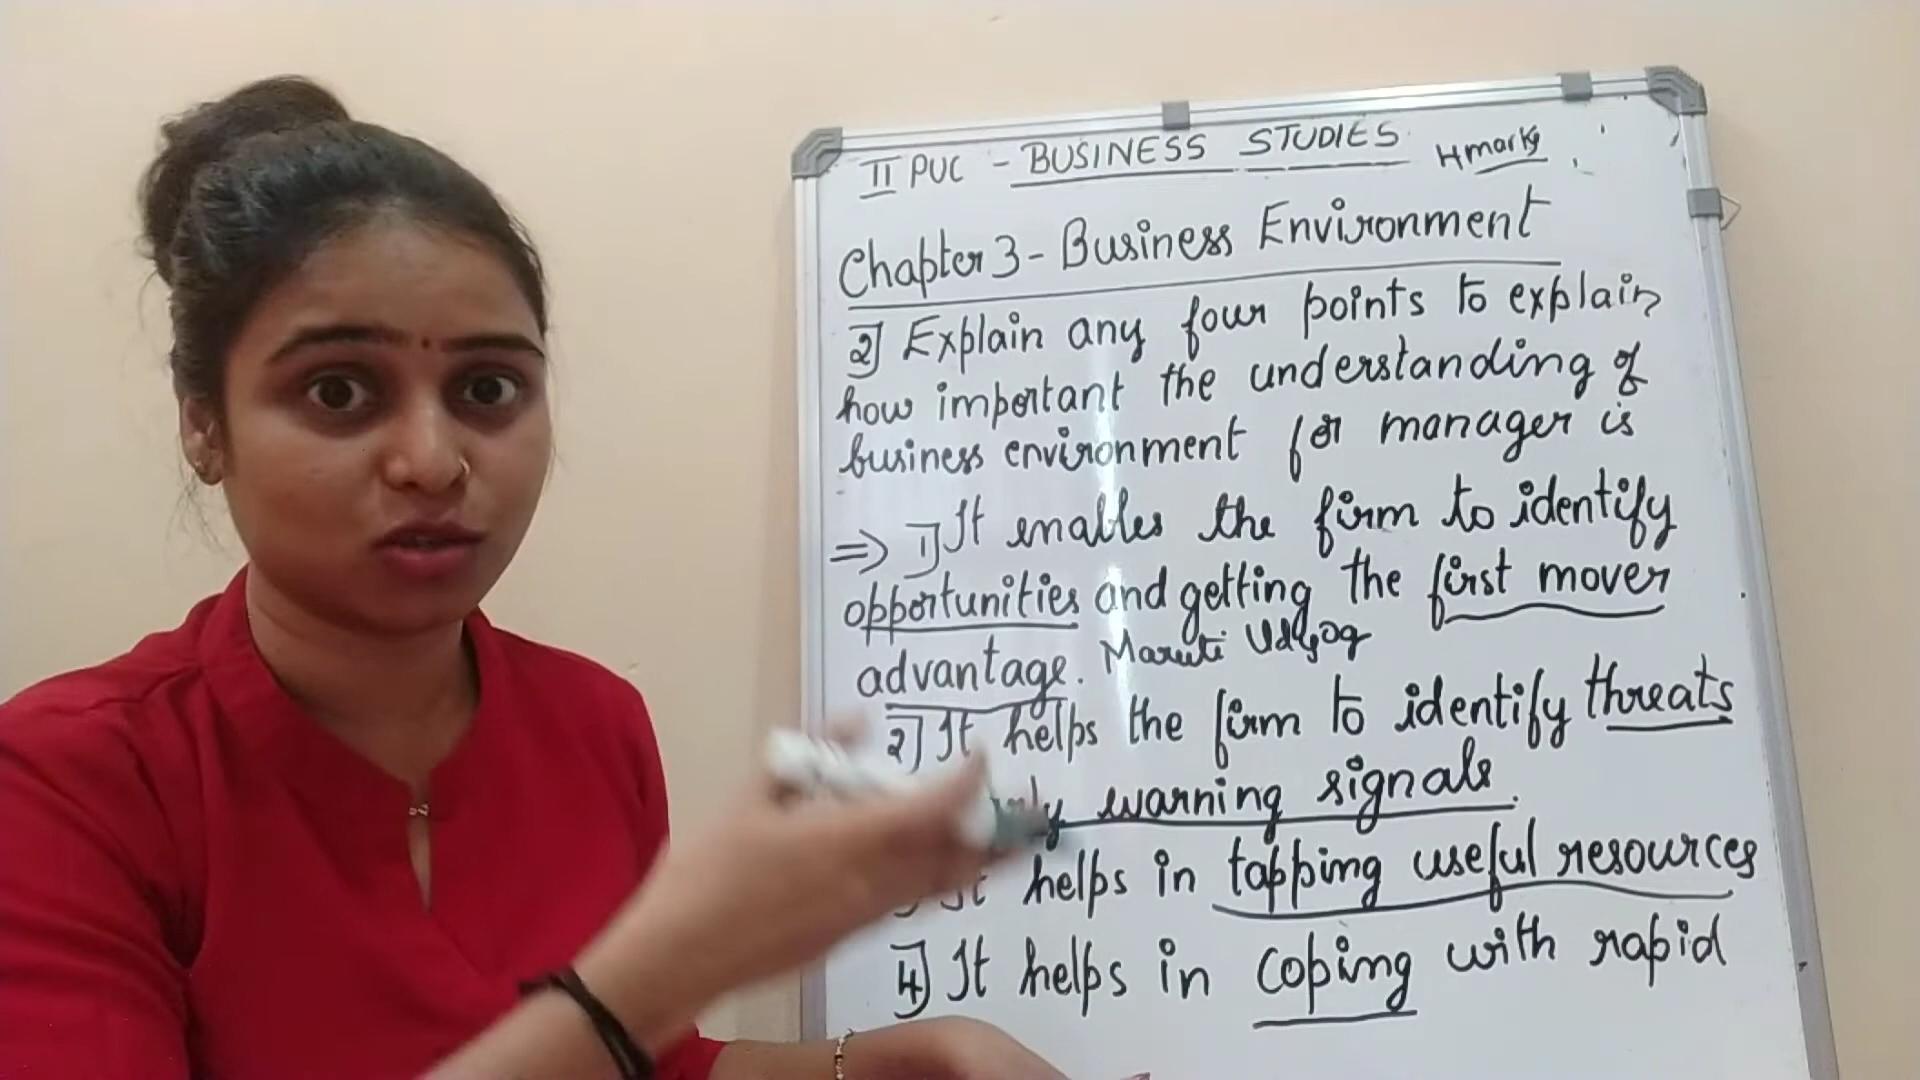 II PUC - BUSINESS STUDIES 4marks
Chapter 3 - Business Environment
2] Explain any four points to explain
how important the understanding of
business environment for manager is
⇒ 1] It enables the firm to identify
opportunities and getting the first mover
advantage. Maruti Udyog
2] It helps the firm to identify threats
warning signals.
It helps in tapping useful resources
4] It helps in coping with rapid